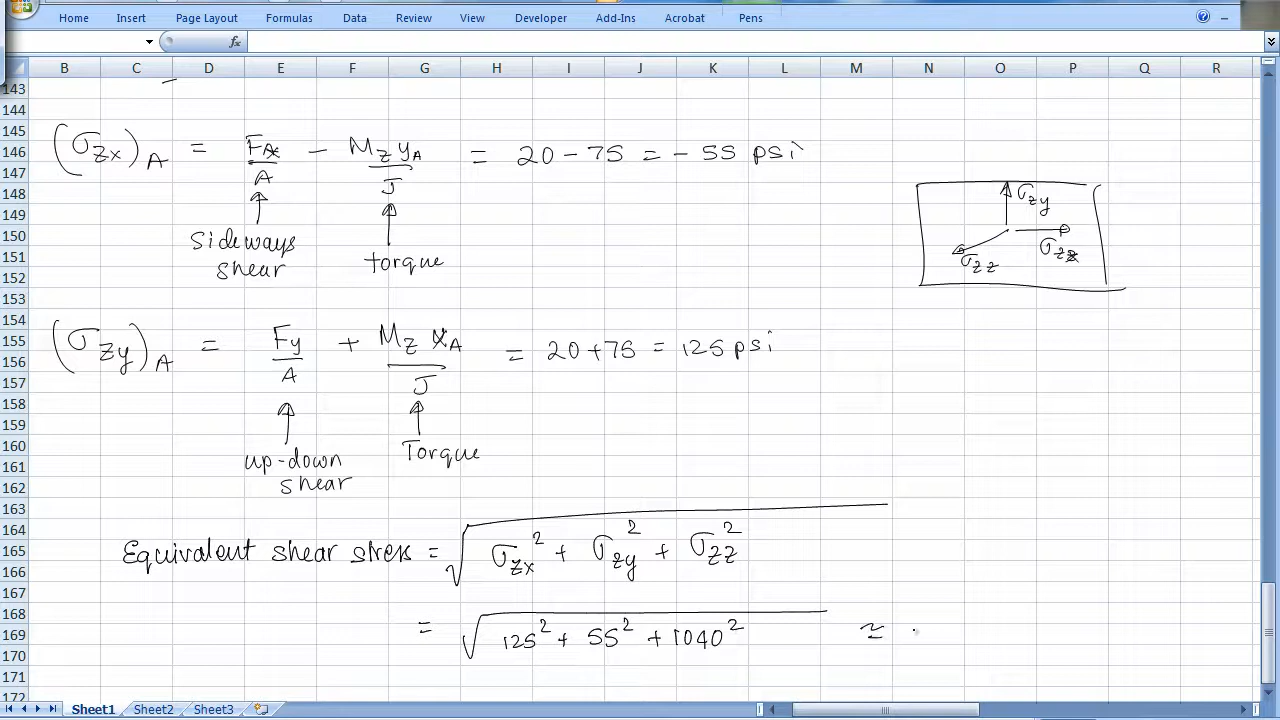 Home Insert Page Layout Formulas Data Review View Developer Add-Ins Acrobat Pens
fx
B C D E F G H I J K L M N O P Q R
143
144
145
146
147
148
149
150
151
152
153
154
155
156
157
158
159
160
161
162
163
164
165
166
167
168
169
170
171
172
(σzx)A = Fx/A − Mz yA/J = 20 − 75 = − 55 psi
sideways shear
torque
σzy
σzx
σzz
(σzy)A = Fy/A + Mz xA/J = 20 + 75 = 125 psi
up-down shear
Torque
Equivalent shear stress = √(σzx² + σzy² + σzz²)
= √(125² + 55² + 1040²) ≈
Sheet1 Sheet2 Sheet3